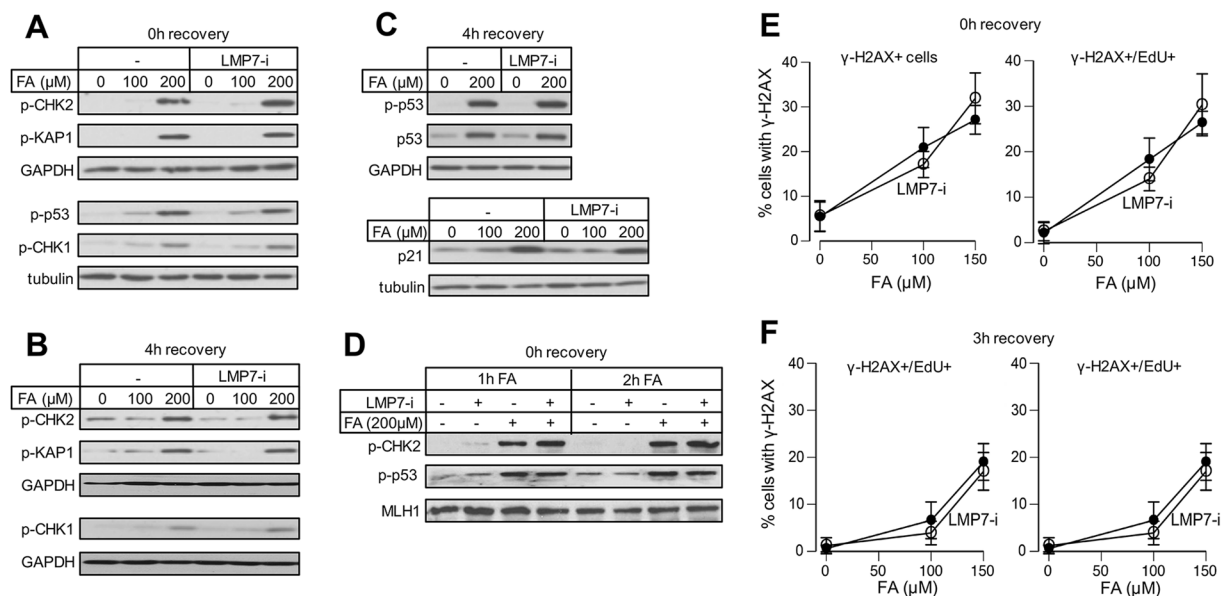 A
0h recovery
- LMP7-i
FA (µM) 0 100 200 0 100 200
p-CHK2
p-KAP1
GAPDH
p-p53
p-CHK1
tubulin
B
4h recovery
- LMP7-i
FA (µM) 0 100 200 0 100 200
p-CHK2
p-KAP1
GAPDH
p-CHK1
GAPDH
C
4h recovery
- LMP7-i
FA (µM) 0 200 0 200
p-p53
p53
GAPDH
- LMP7-i
FA (µM) 0 100 200 0 100 200
p21
tubulin
D
0h recovery
1h FA 2h FA
LMP7-i - + - + - + - +
FA (200µM) - - + + - - + +
p-CHK2
p-p53
MLH1
E
0h recovery
γ-H2AX+ cells
% cells with γ-H2AX
40
30
20
10
0
LMP7-i
0 50 100 150
FA (µM)
γ-H2AX+/EdU+
40
30
20
10
0
LMP7-i
0 50 100 150
FA (µM)
F
3h recovery
γ-H2AX+/EdU+
% cells with γ-H2AX
40
30
20
10
0
LMP7-i
0 50 100 150
FA (µM)
γ-H2AX+/EdU+
40
30
20
10
0
LMP7-i
0 50 100 150
FA (µM)